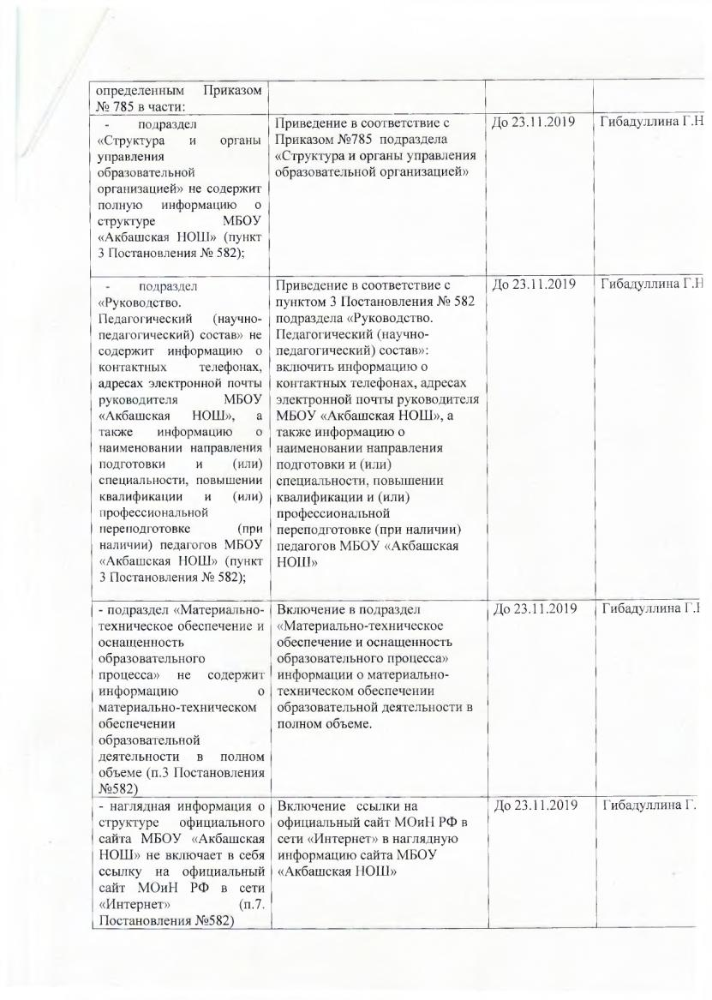 определенным Приказом
№ 785 в части:
- подраздел
«Структура и органы
управления
образовательной
организацией» не содержит
полную информацию о
структуре МБОУ
«Акбашская НОШ» (пункт
3 Постановления № 582);
Приведение в соответствие с
Приказом №785 подраздела
«Структура и органы управления
образовательной организацией»
До 23.11.2019
Гибадуллина Г.Н
- подраздел
«Руководство.
Педагогический (научно-
педагогический) состав» не
содержит информацию о
контактных телефонах,
адресах электронной почты
руководителя МБОУ
«Акбашская НОШ», а
также информацию о
наименовании направления
подготовки и (или)
специальности, повышении
квалификации и (или)
профессиональной
переподготовке (при
наличии) педагогов МБОУ
«Акбашская НОШ» (пункт
3 Постановления № 582);
Приведение в соответствие с
пунктом 3 Постановления № 582
подраздела «Руководство.
Педагогический (научно-
педагогический) состав»:
включить информацию о
контактных телефонах, адресах
электронной почты руководителя
МБОУ «Акбашская НОШ», а
также информацию о
наименовании направления
подготовки и (или)
специальности, повышении
квалификации и (или)
профессиональной
переподготовке (при наличии)
педагогов МБОУ «Акбашская
НОШ»
До 23.11.2019
Гибадуллина Г.Н
- подраздел «Материально-
техническое обеспечение и
оснащенность
образовательного
процесса» не содержит
информацию о
материально-техническом
обеспечении
образовательной
деятельности в полном
объеме (п.3 Постановления
№582)
Включение в подраздел
«Материально-техническое
обеспечение и оснащенность
образовательного процесса»
информации о материально-
техническом обеспечении
образовательной деятельности в
полном объеме.
До 23.11.2019
Гибадуллина Г.Н
- наглядная информация о
структуре официального
сайта МБОУ «Акбашская
НОШ» не включает в себя
ссылку на официальный
сайт МОиН РФ в сети
«Интернет» (п.7.
Постановления №582)
Включение ссылки на
официальный сайт МОиН РФ в
сети «Интернет» в наглядную
информацию сайта МБОУ
«Акбашская НОШ»
До 23.11.2019
Гибадуллина Г.